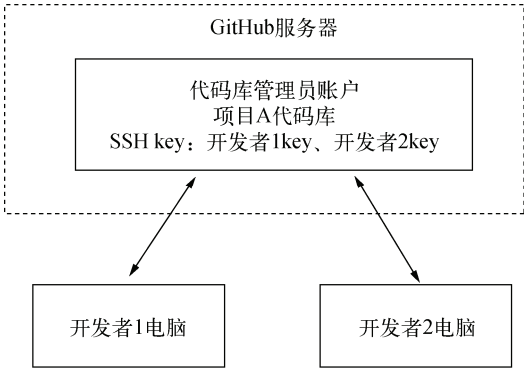 GitHub服务器
代码库管理员账户
项目A代码库
SSH key：开发者1key、开发者2key
开发者1电脑
开发者2电脑